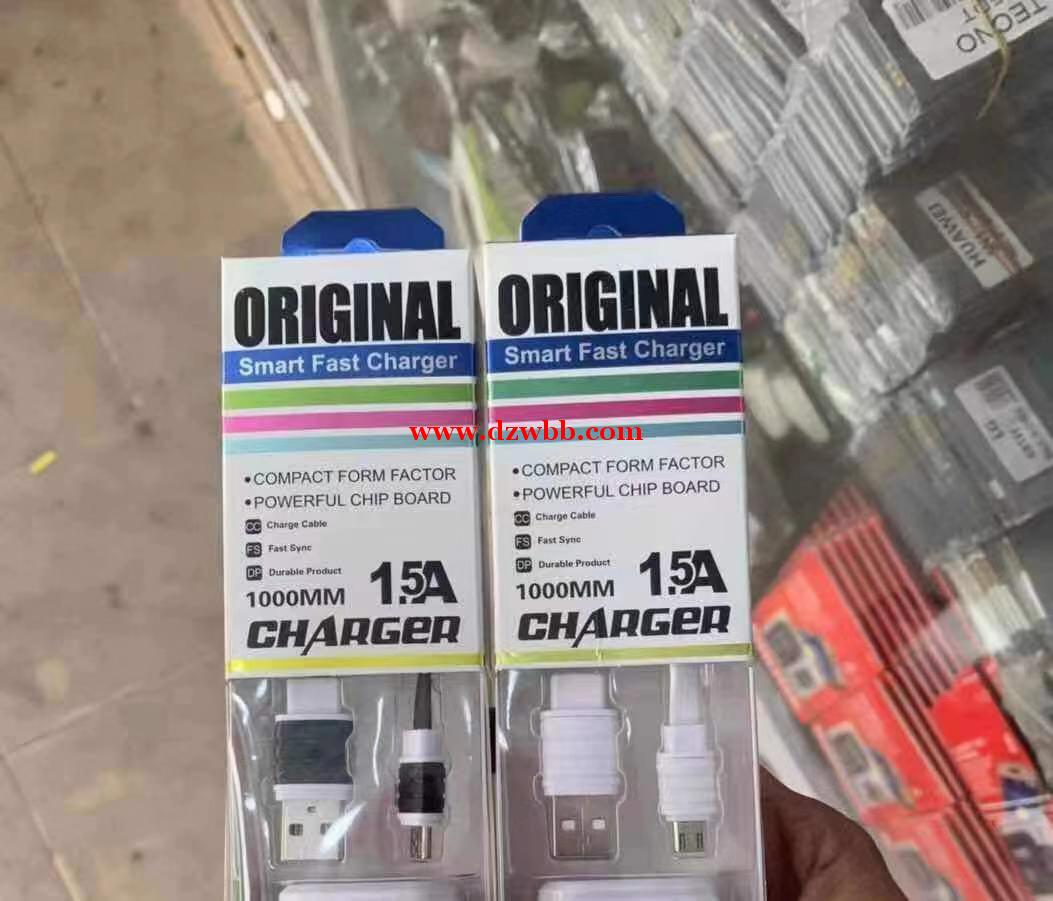 ORIGINAL
Smart Fast Charger
•COMPACT FORM FACTOR
•POWERFUL CHIP BOARD
CC Charge Cable
FS Fast Sync
DP Durable Product
1000MM 1.5A
CHARGER
ORIGINAL
Smart Fast Charger
•COMPACT FORM FACTOR
•POWERFUL CHIP BOARD
CC Charge Cable
FS Fast Sync
DP Durable Product
1000MM 1.5A
CHARGER
www.dzwbb.com
TECNO
HUAWEI
LG